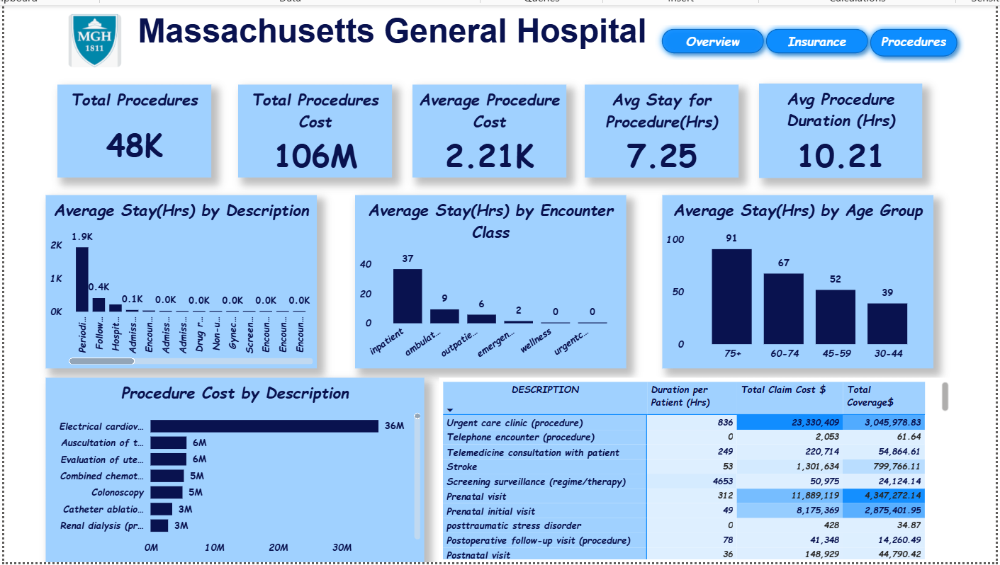 Data
Queries
Insert
Calculations
MGH
1811
Massachusetts General Hospital
Overview
Insurance
Procedures
Total Procedures
48K
Total Procedures
Cost
106M
Average Procedure
Cost
2.21K
Avg Stay for
Procedure(Hrs)
7.25
Avg Procedure
Duration (Hrs)
10.21
Average Stay(Hrs) by Description
2K
1K
0K
1.9K
0.4K
0.1K
0.0K
0.0K
0.0K
0.0K
0.0K
Periodi...
Follow...
Hospit...
Admiss...
Encoun...
Admiss...
Admiss...
Drug r...
Non-u...
Gynec...
Screen...
Encoun...
Encoun...
Encoun...
Average Stay(Hrs) by Encounter
Class
40
20
0
37
9
6
2
0
0
inpatient
ambulat...
outpatie...
emergen...
wellness
urgentc...
Average Stay(Hrs) by Age Group
100
50
0
91
67
52
39
75+
60-74
45-59
30-44
Procedure Cost by Description
Electrical cardiov... 36M
Auscultation of t... 6M
Evaluation of ute... 6M
Combined chemot... 5M
Colonoscopy 5M
Catheter ablatio... 3M
Renal dialysis (pr... 3M
0M 10M 20M 30M
DESCRIPTION Duration per Total Claim Cost $ Total
Patient (Hrs) Coverage$
Urgent care clinic (procedure) 836 23,330,409 3,045,978.83
Telephone encounter (procedure) 0 2,053 61.64
Telemedicine consultation with patient 249 220,714 54,864.61
Stroke 53 1,301,634 799,766.11
Screening surveillance (regime/therapy) 4653 50,975 24,124.14
Prenatal visit 312 11,889,119 4,347,272.14
Prenatal initial visit 49 8,175,369 2,875,401.95
posttraumatic stress disorder 0 428 34.87
Postoperative follow-up visit (procedure) 78 41,348 14,260.49
Postnatal visit 36 148,929 44,790.42